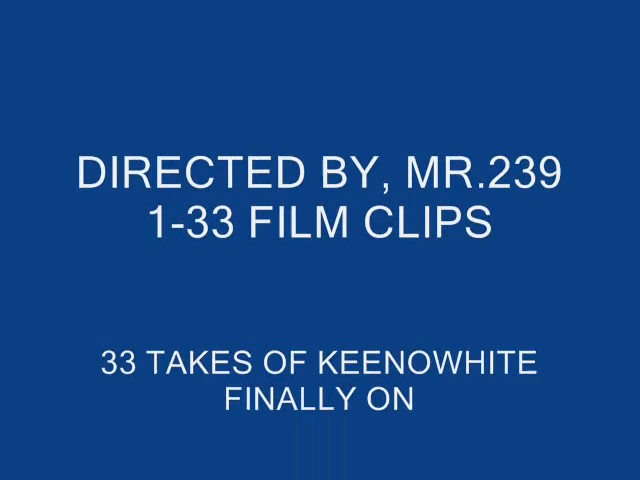 DIRECTED BY, MR.239
1-33 FILM CLIPS
33 TAKES OF KEENOWHITE
FINALLY ON